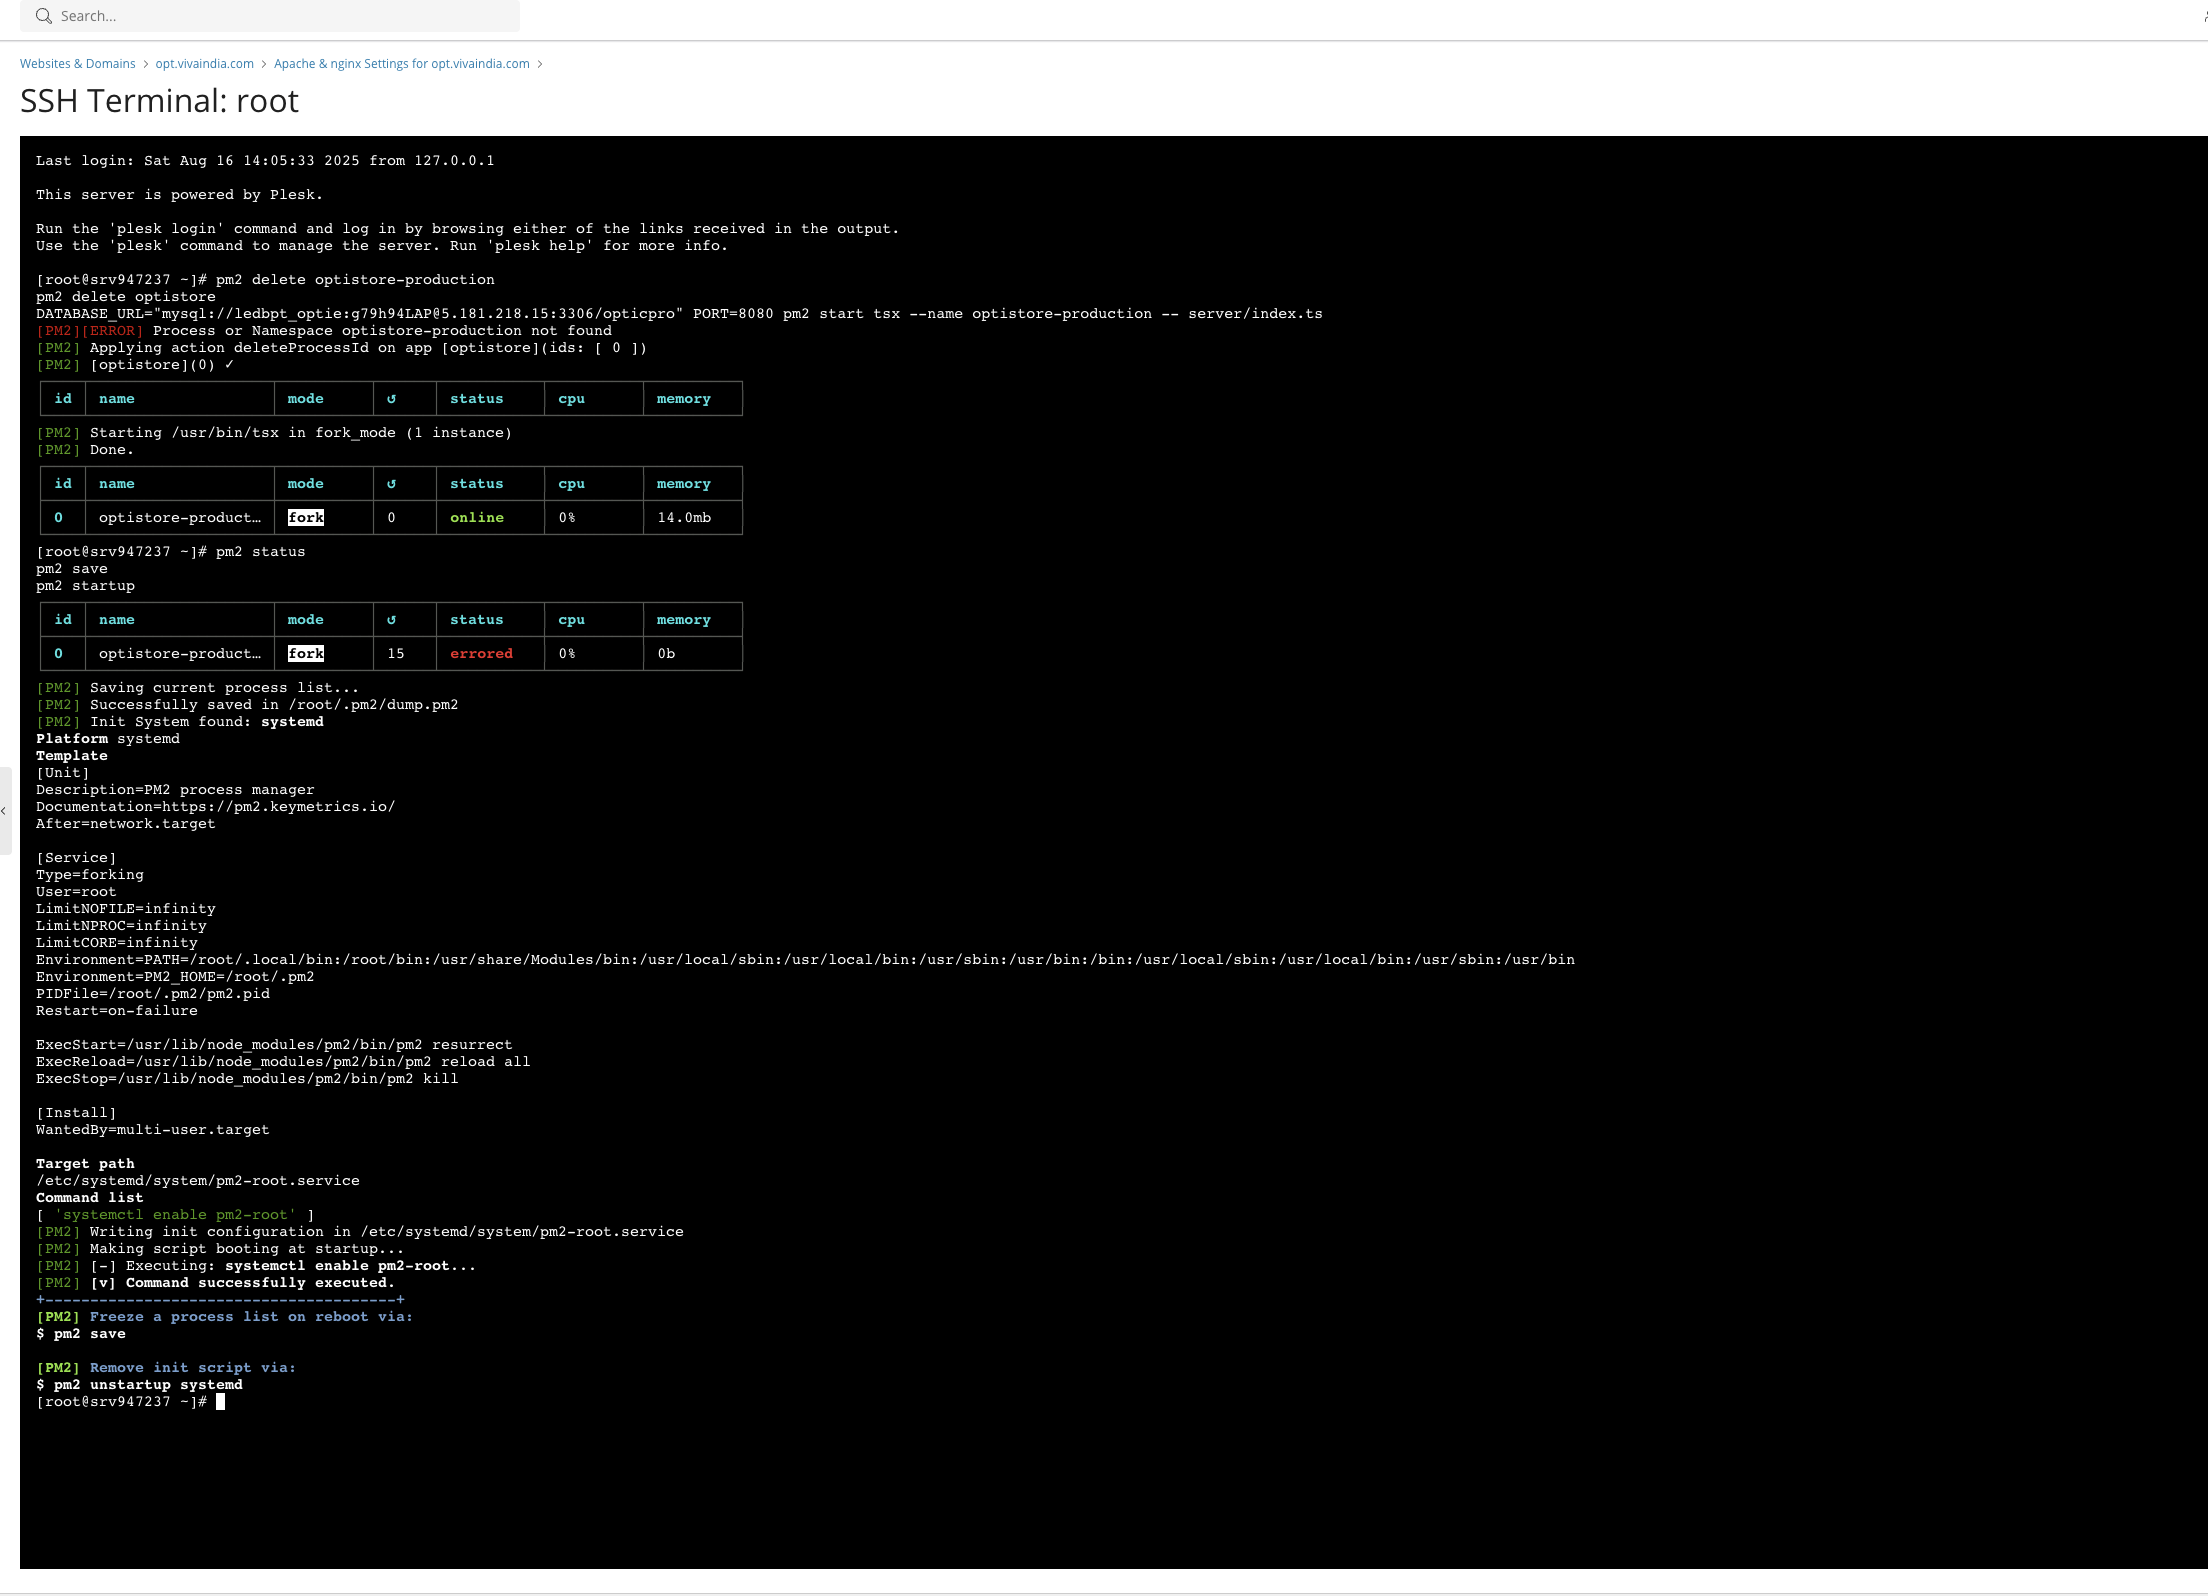 Search...
Websites & Domains > opt.vivaindia.com > Apache & nginx Settings for opt.vivaindia.com >
SSH Terminal: root
Last login: Sat Aug 16 14:05:33 2025 from 127.0.0.1
This server is powered by Plesk.
Run the 'plesk login' command and log in by browsing either of the links received in the output.
Use the 'plesk' command to manage the server. Run 'plesk help' for more info.
[root@srv947237 ~]# pm2 delete optistore-production
pm2 delete optistore
DATABASE_URL="mysql://ledbpt_optie:g79h94LAP@5.181.218.15:3306/opticpro" PORT=8080 pm2 start tsx --name optistore-production -- server/index.ts
[PM2][ERROR] Process or Namespace optistore-production not found
[PM2] Applying action deleteProcessId on app [optistore](ids: [ 0 ])
[PM2] [optistore](0) ✓
id name mode ↺ status cpu memory
[PM2] Starting /usr/bin/tsx in fork_mode (1 instance)
[PM2] Done.
id name mode ↺ status cpu memory
0 optistore-product… fork 0 online 0% 14.0mb
[root@srv947237 ~]# pm2 status
pm2 save
pm2 startup
id name mode ↺ status cpu memory
0 optistore-product… fork 15 errored 0% 0b
[PM2] Saving current process list...
[PM2] Successfully saved in /root/.pm2/dump.pm2
[PM2] Init System found: systemd
Platform systemd
Template
[Unit]
Description=PM2 process manager
Documentation=https://pm2.keymetrics.io/
After=network.target
[Service]
Type=forking
User=root
LimitNOFILE=infinity
LimitNPROC=infinity
LimitCORE=infinity
Environment=PATH=/root/.local/bin:/root/bin:/usr/share/Modules/bin:/usr/local/sbin:/usr/local/bin:/usr/sbin:/usr/bin:/bin:/usr/local/sbin:/usr/local/bin:/usr/sbin:/usr/bin
Environment=PM2_HOME=/root/.pm2
PIDFile=/root/.pm2/pm2.pid
Restart=on-failure
ExecStart=/usr/lib/node_modules/pm2/bin/pm2 resurrect
ExecReload=/usr/lib/node_modules/pm2/bin/pm2 reload all
ExecStop=/usr/lib/node_modules/pm2/bin/pm2 kill
[Install]
WantedBy=multi-user.target
Target path
/etc/systemd/system/pm2-root.service
Command list
[ 'systemctl enable pm2-root' ]
[PM2] Writing init configuration in /etc/systemd/system/pm2-root.service
[PM2] Making script booting at startup...
[PM2] [-] Executing: systemctl enable pm2-root...
[PM2] [v] Command successfully executed.
+---------------------------------------+
[PM2] Freeze a process list on reboot via:
$ pm2 save
[PM2] Remove init script via:
$ pm2 unstartup systemd
[root@srv947237 ~]#